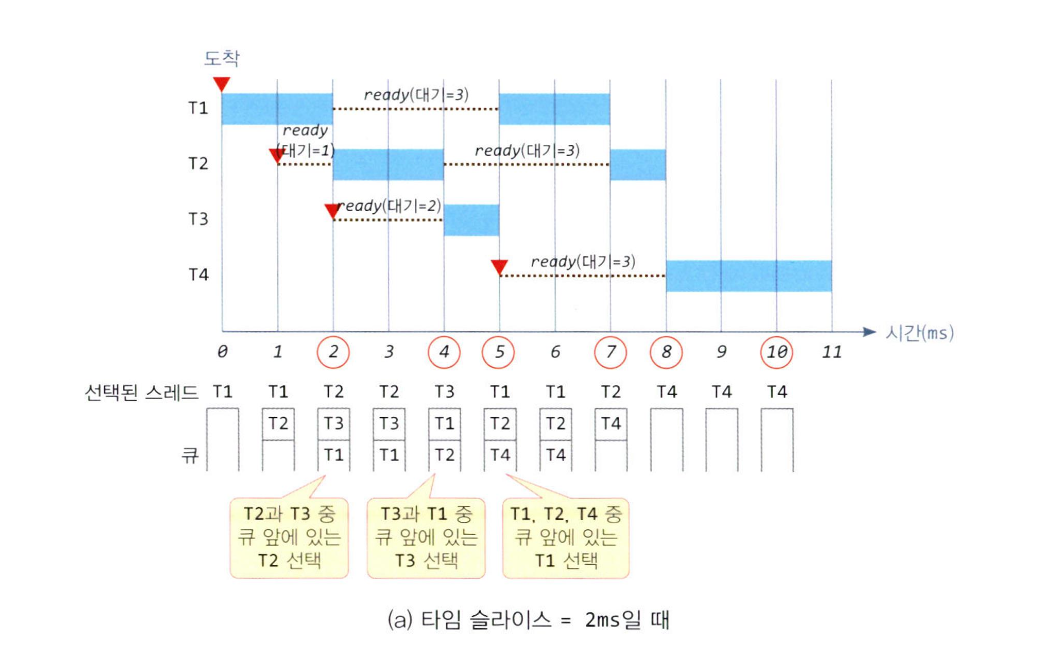 도착
T1
ready(대기=3)
ready
(대기=1)
T2
ready(대기=3)
T3
ready(대기=2)
T4
ready(대기=3)
시간(ms)
0 1 2 3 4 5 6 7 8 9 10 11
선택된 스레드 T1 T1 T2 T2 T3 T1 T1 T2 T4 T4 T4
T2 T3 T3 T1 T2 T2 T4
큐 T1 T1 T2 T4 T4
T2과 T3 중
큐 앞에 있는
T2 선택
T3과 T1 중
큐 앞에 있는
T3 선택
T1, T2, T4 중
큐 앞에 있는
T1 선택
(a) 타임 슬라이스 = 2ms일 때